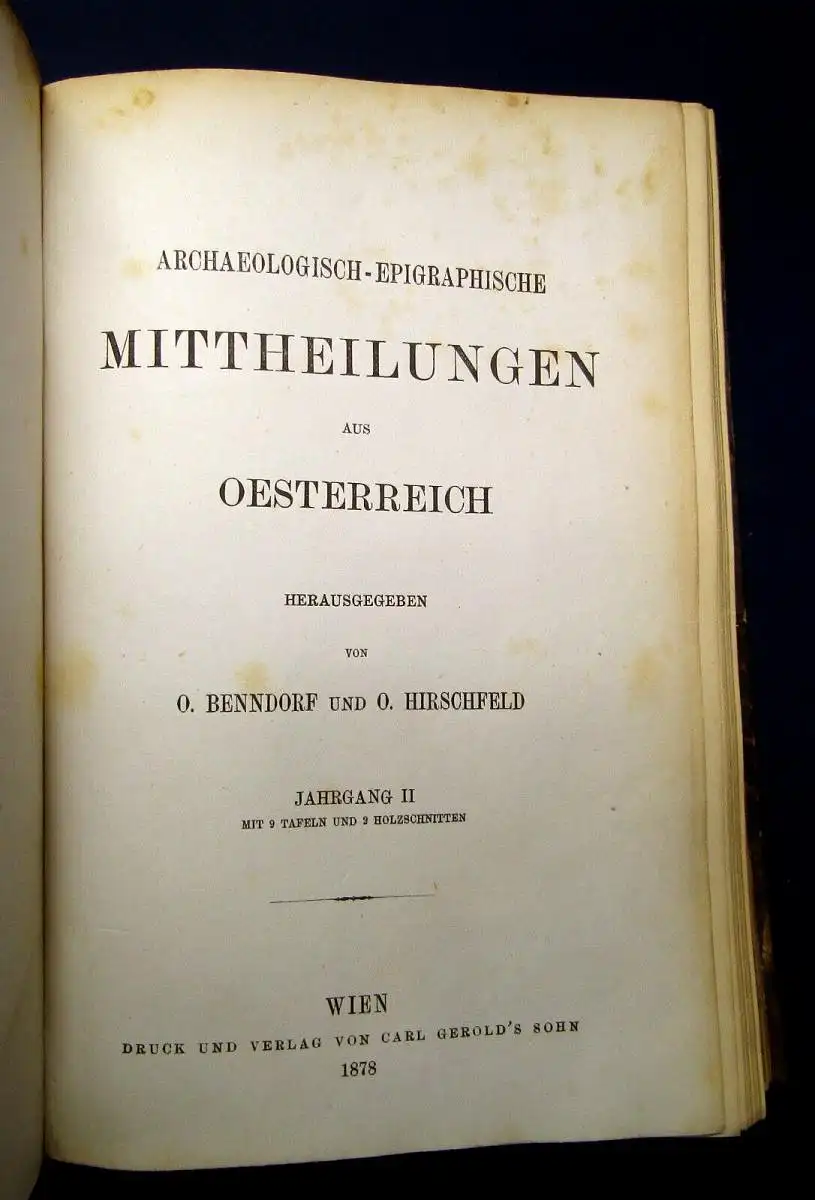 ARCHAEOLOGISCH-EPIGRAPHISCHE
MITTHEILUNGEN
AUS
OESTERREICH
HERAUSGEGEBEN
VON
O. BENNDORF UND O. HIRSCHFELD
JAHRGANG II
MIT 9 TAFELN UND 2 HOLZSCHNITTEN
WIEN
DRUCK UND VERLAG VON CARL GEROLD'S SOHN
1878